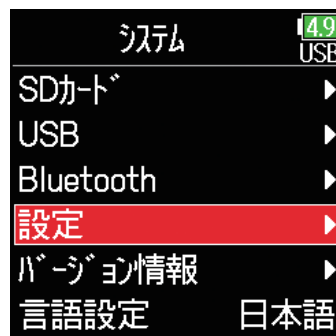 システム
4.9
USB
SDカード
USB
Bluetooth
設定
バージョン情報
言語設定 日本語